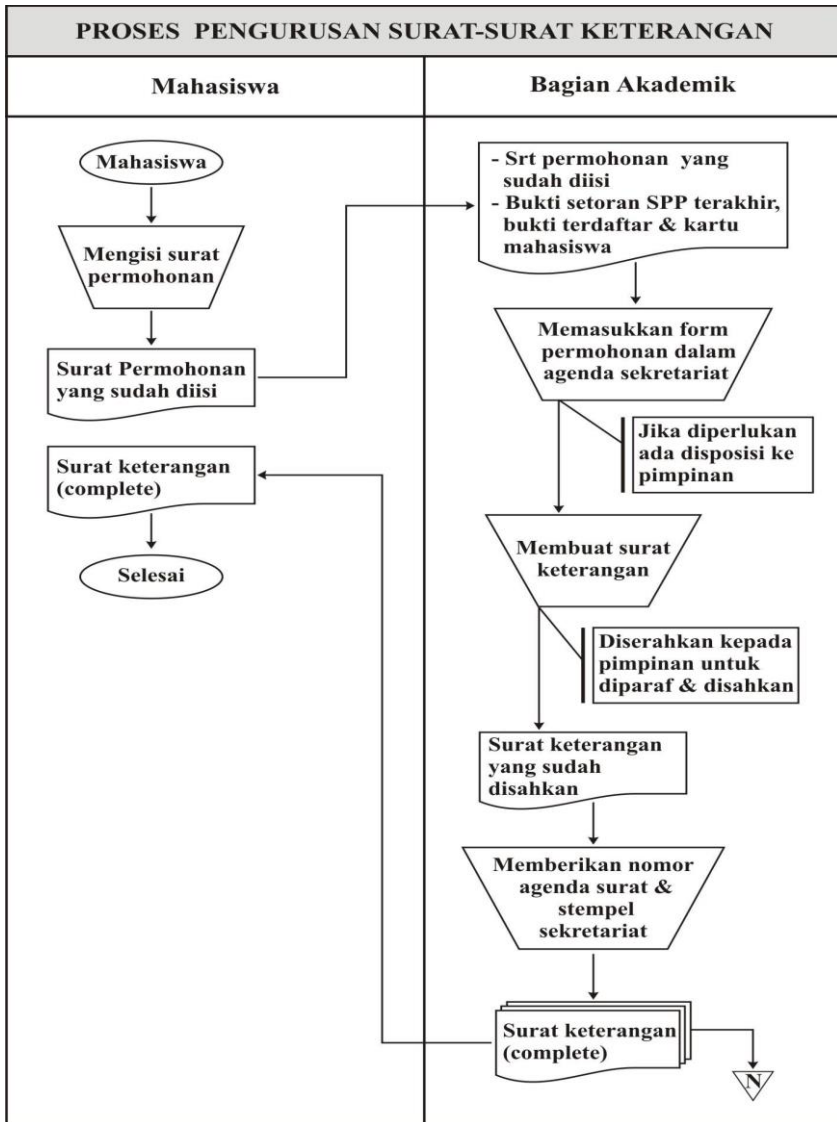 PROSES PENGURUSAN SURAT-SURAT KETERANGAN
Mahasiswa
Bagian Akademik
Mahasiswa
Mengisi surat
permohonan
Surat Permohonan
yang sudah diisi
Surat keterangan
(complete)
Selesai
- Srt permohonan yang
sudah diisi
- Bukti setoran SPP terakhir,
bukti terdaftar & kartu
mahasiswa
Memasukkan form
permohonan dalam
agenda sekretariat
Jika diperlukan
ada disposisi ke
pimpinan
Membuat surat
keterangan
Diserahkan kepada
pimpinan untuk
diparaf & disahkan
Surat keterangan
yang sudah
disahkan
Memberikan nomor
agenda surat &
stempel
sekretariat
Surat keterangan
(complete)
N